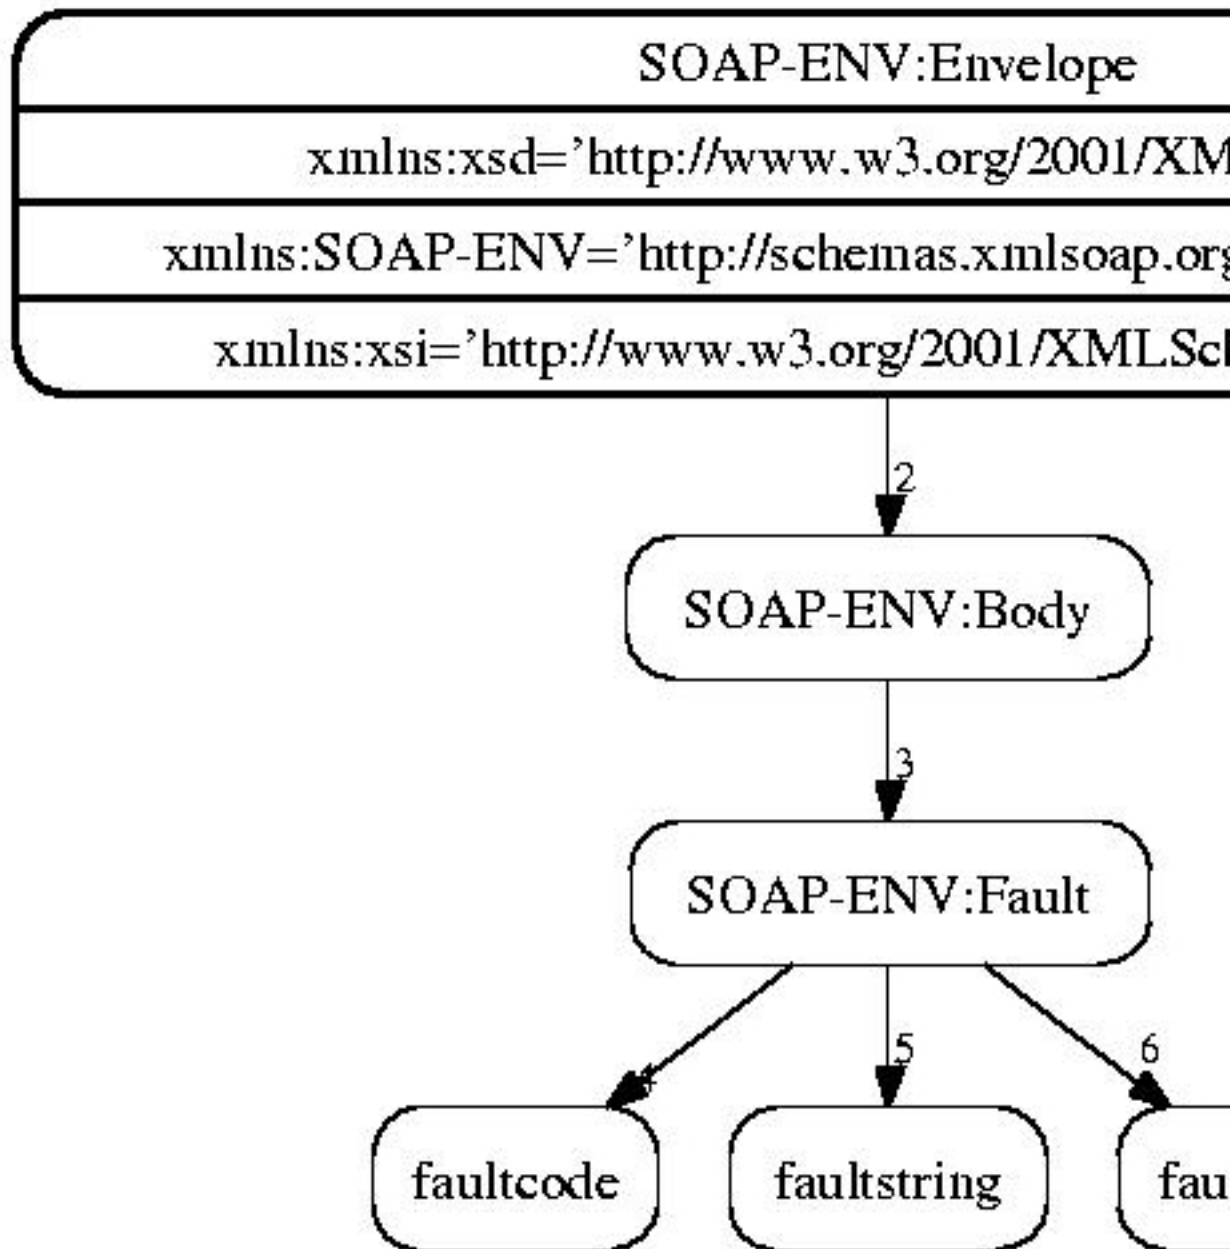 SOAP-ENV:Envelope
xmlns:xsd='http://www.w3.org/2001/XM
xmlns:SOAP-ENV='http://schemas.xmlsoap.org
xmlns:xsi='http://www.w3.org/2001/XMLScl
2
SOAP-ENV:Body
3
SOAP-ENV:Fault
4 5 6
faultcode faultstring fau